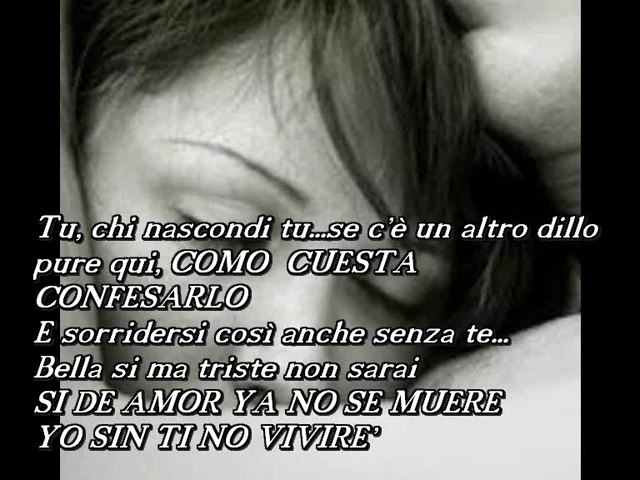 Tu, chi nascondi tu...se c'è un altro dillo
pure qui, COMO CUESTA
CONFESARLO
E sorridersi così anche senza te...
Bella si ma triste non sarai
SI DE AMOR YA NO SE MUERE
YO SIN TI NO VIVIRE'